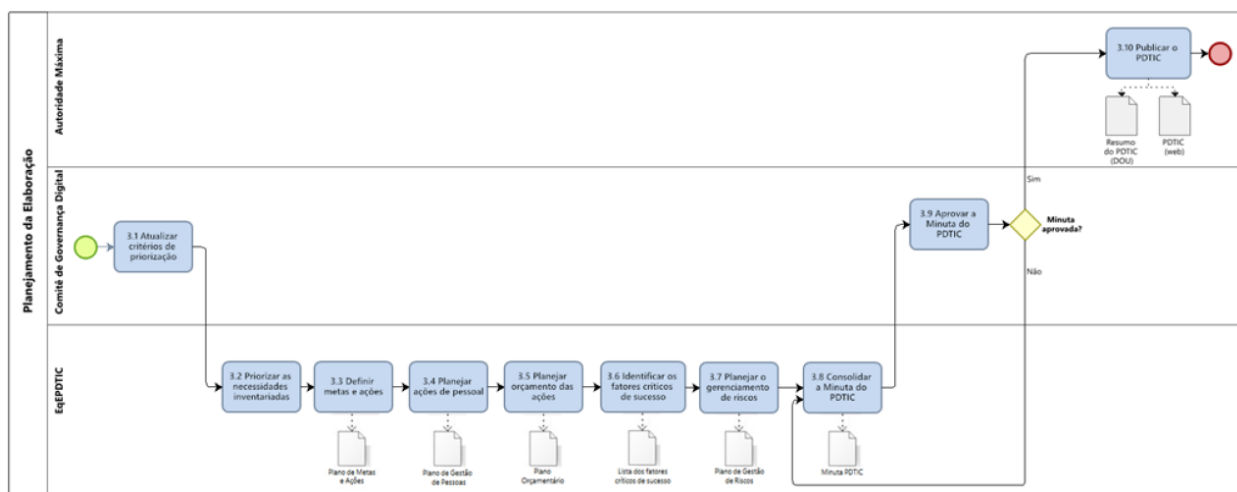 Planejamento da Elaboração
Autoridade Máxima
3.10 Publicar o
PDTIC
Resumo
do PDTIC
(DOU)
PDTIC
(web)
Comitê de Governança Digital
3.1 Atualizar
critérios de
priorização
3.9 Aprovar a
Minuta do
PDTIC
Sim
Minuta
aprovada?
Não
EqEPDTIC
3.2 Priorizar as
necessidades
inventariadas
3.3 Definir
metas e ações
3.4 Planejar
ações de pessoal
3.5 Planejar
orçamento das
ações
3.6 Identificar os
fatores críticos
de sucesso
3.7 Planejar o
gerenciamento
de riscos
3.8 Consolidar
a Minuta do
PDTIC
Plano de Metas
e Ações
Plano de Gestão
de Pessoas
Plano
Orçamentário
Lista dos fatores
críticos de sucesso
Plano de Gestão
de Riscos
Minuta PDTIC